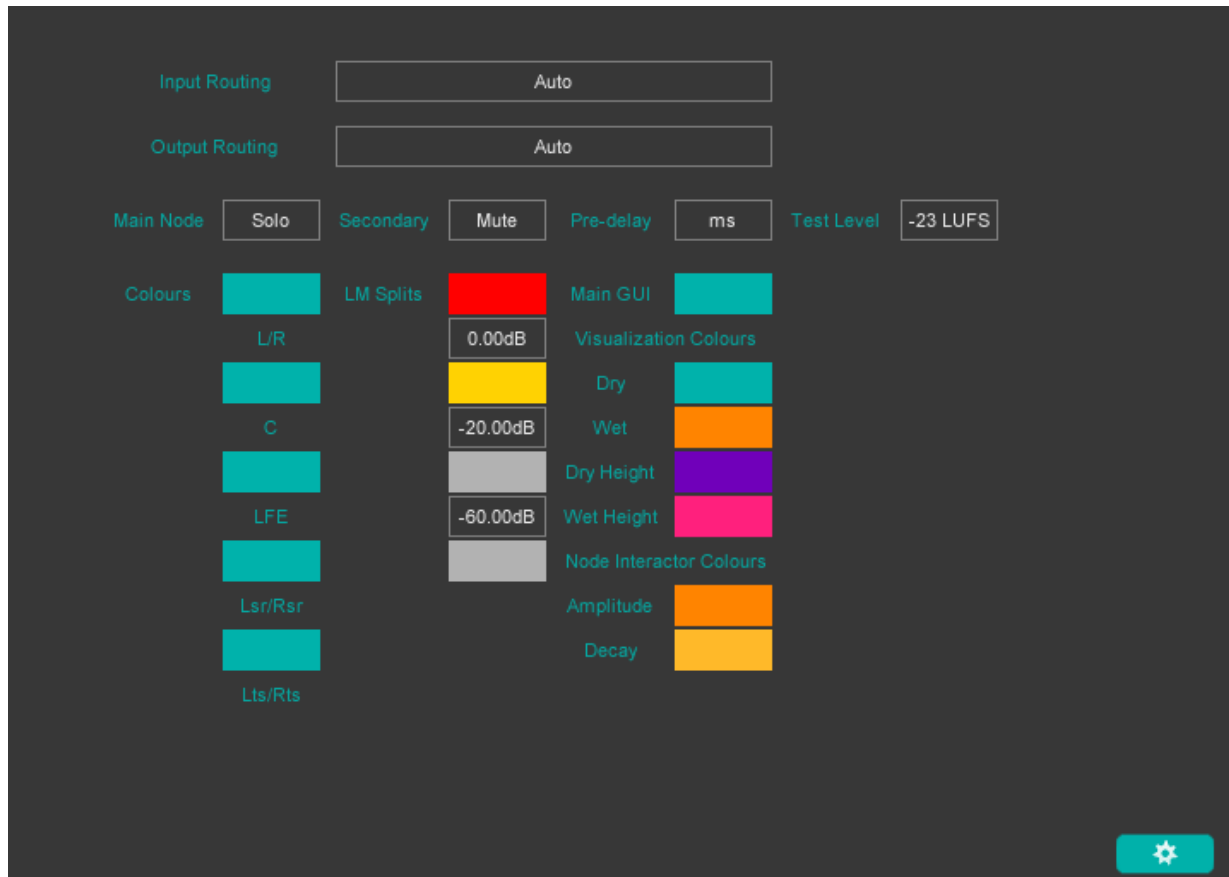 Input Routing Auto
Output Routing Auto
Main Node Solo Secondary Mute Pre-delay ms Test Level -23 LUFS
Colours LM Splits Main GUI
L/R 0.00dB Visualization Colours
Dry
C -20.00dB Wet
Dry Height
LFE -60.00dB Wet Height
Node Interactor Colours
Lsr/Rsr Amplitude
Decay
Lts/Rts